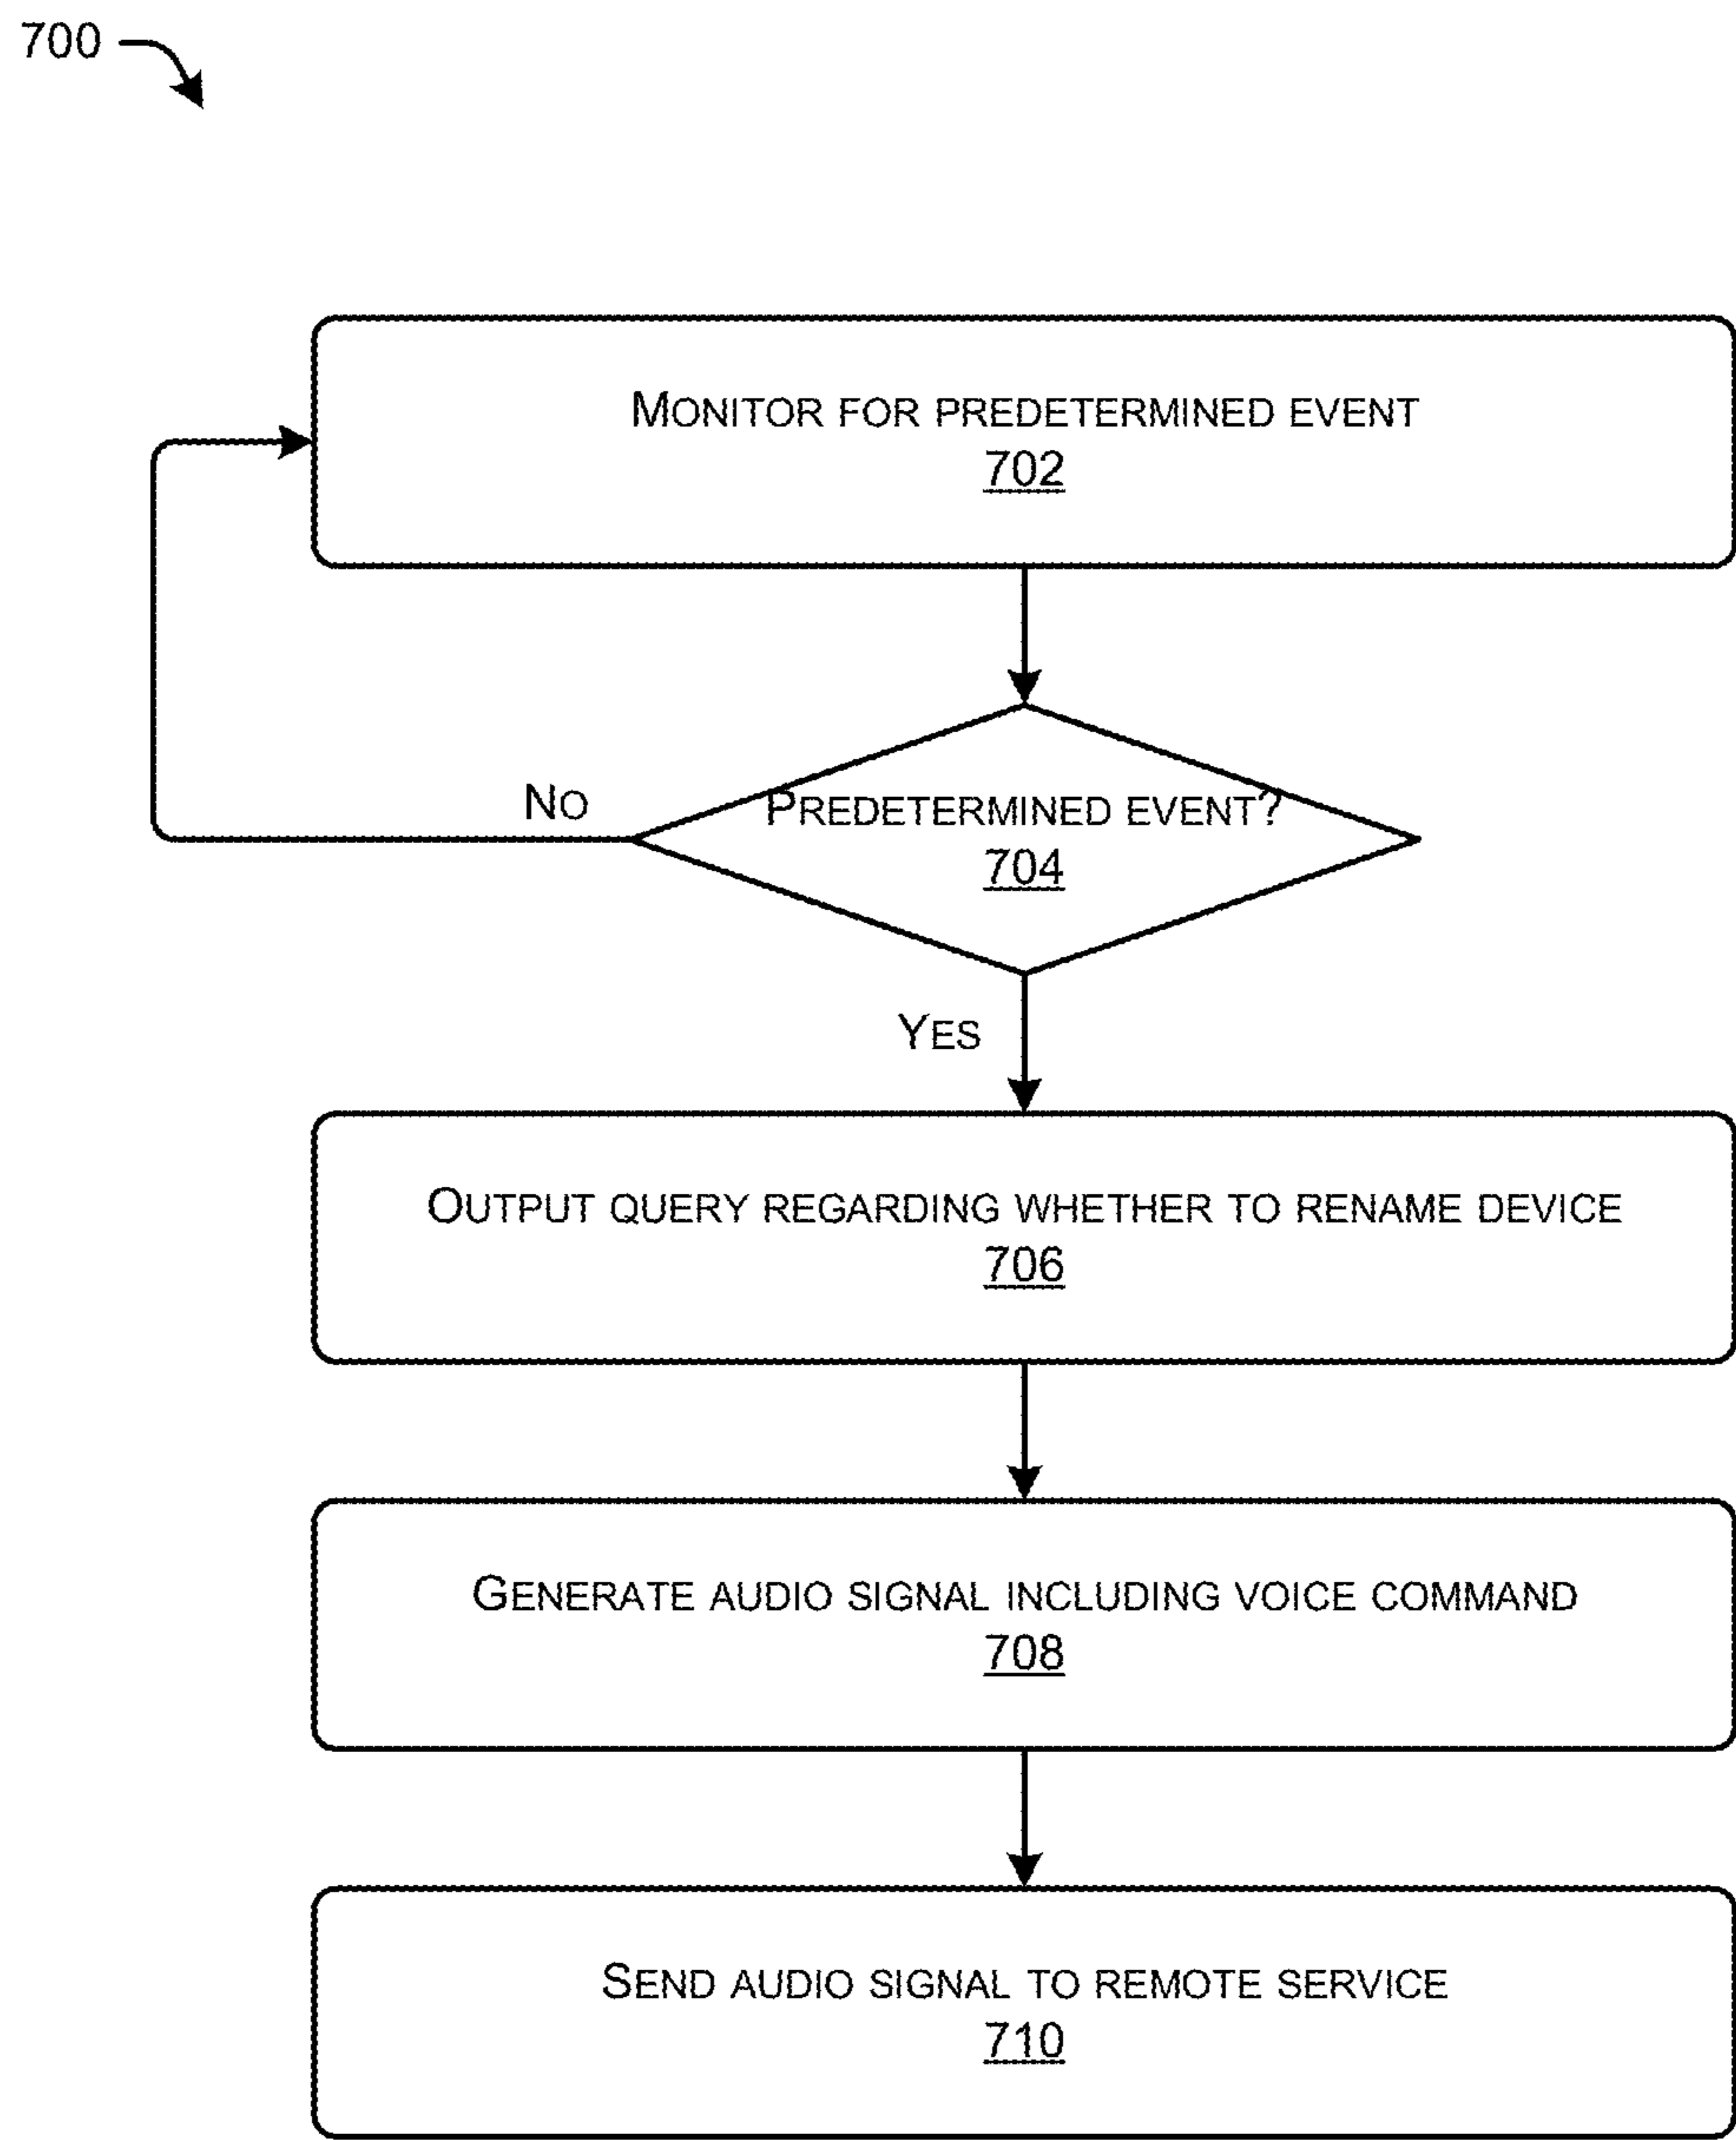 700
MONITOR FOR PREDETERMINED EVENT
702
NO
PREDETERMINED EVENT?
704
YES
OUTPUT QUERY REGARDING WHETHER TO RENAME DEVICE
706
GENERATE AUDIO SIGNAL INCLUDING VOICE COMMAND
708
SEND AUDIO SIGNAL TO REMOTE SERVICE
710